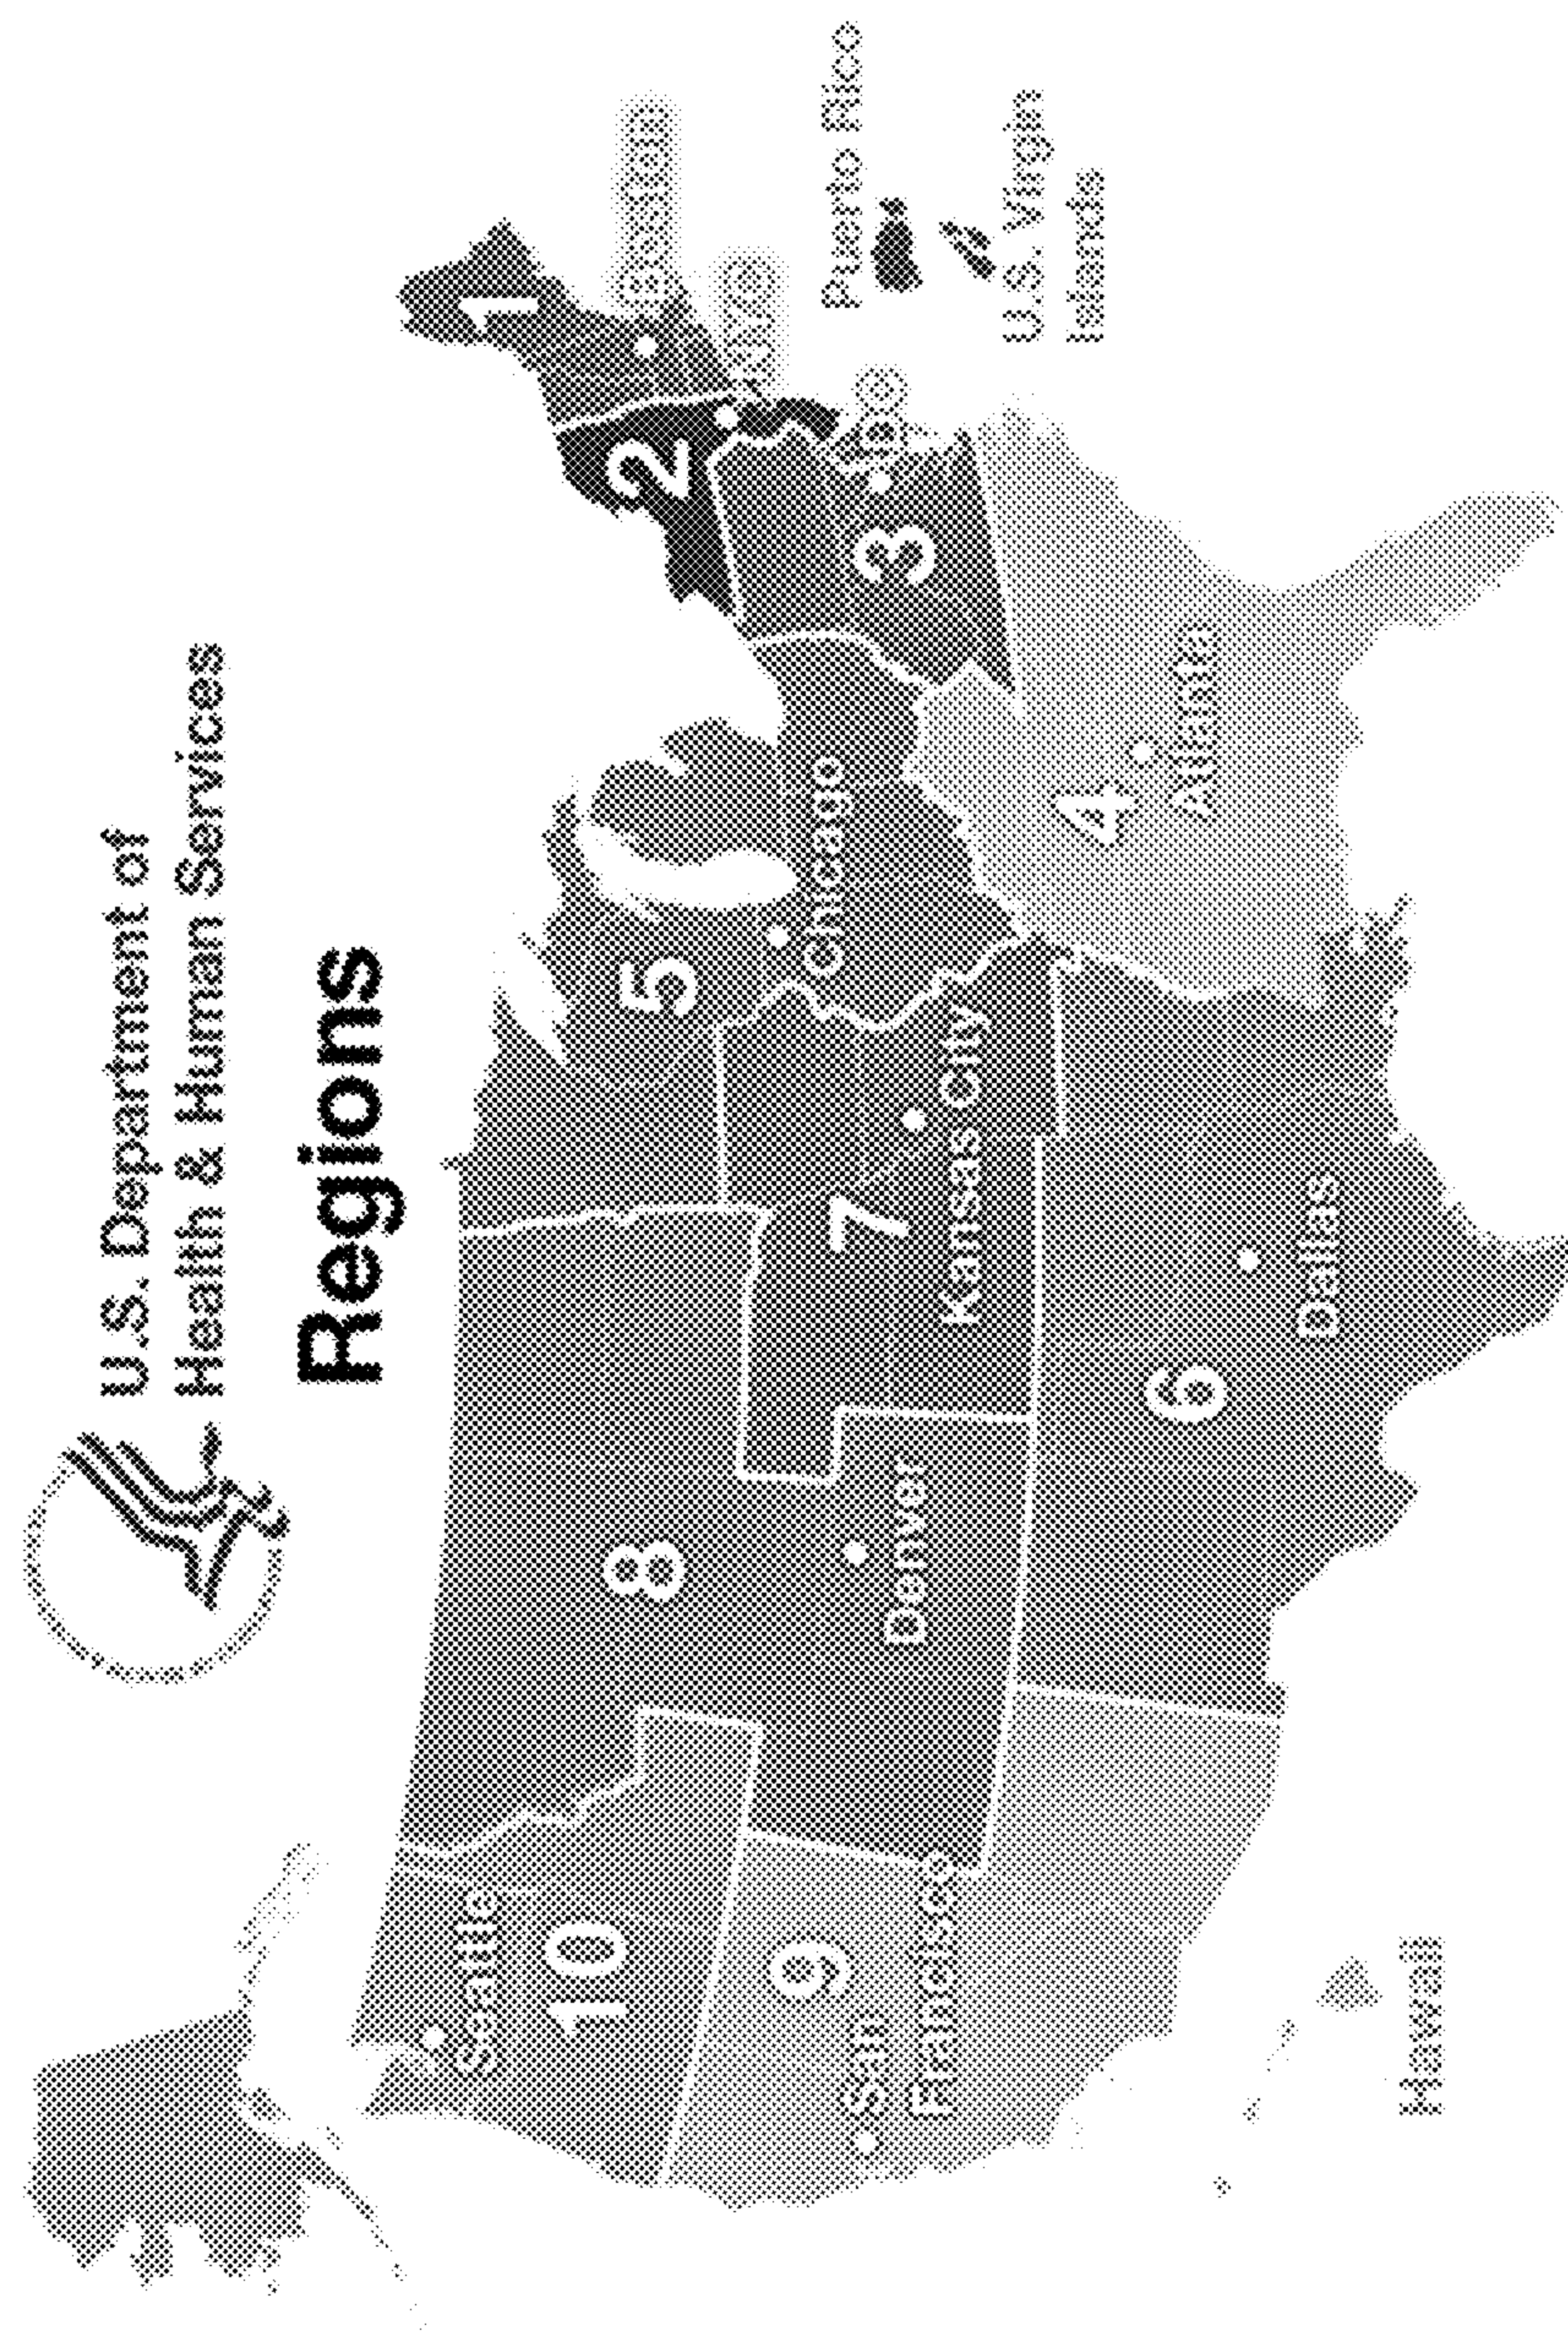 U.S. Department of
Health & Human Services
Regions
Seattle
10
9
San
Francisco
8
Denver
7
Kansas City
6
Dallas
5
Chicago
4
Atlanta
3
2
1
Boston
Puerto Rico
U.S. Virgin
Islands
Hawaii